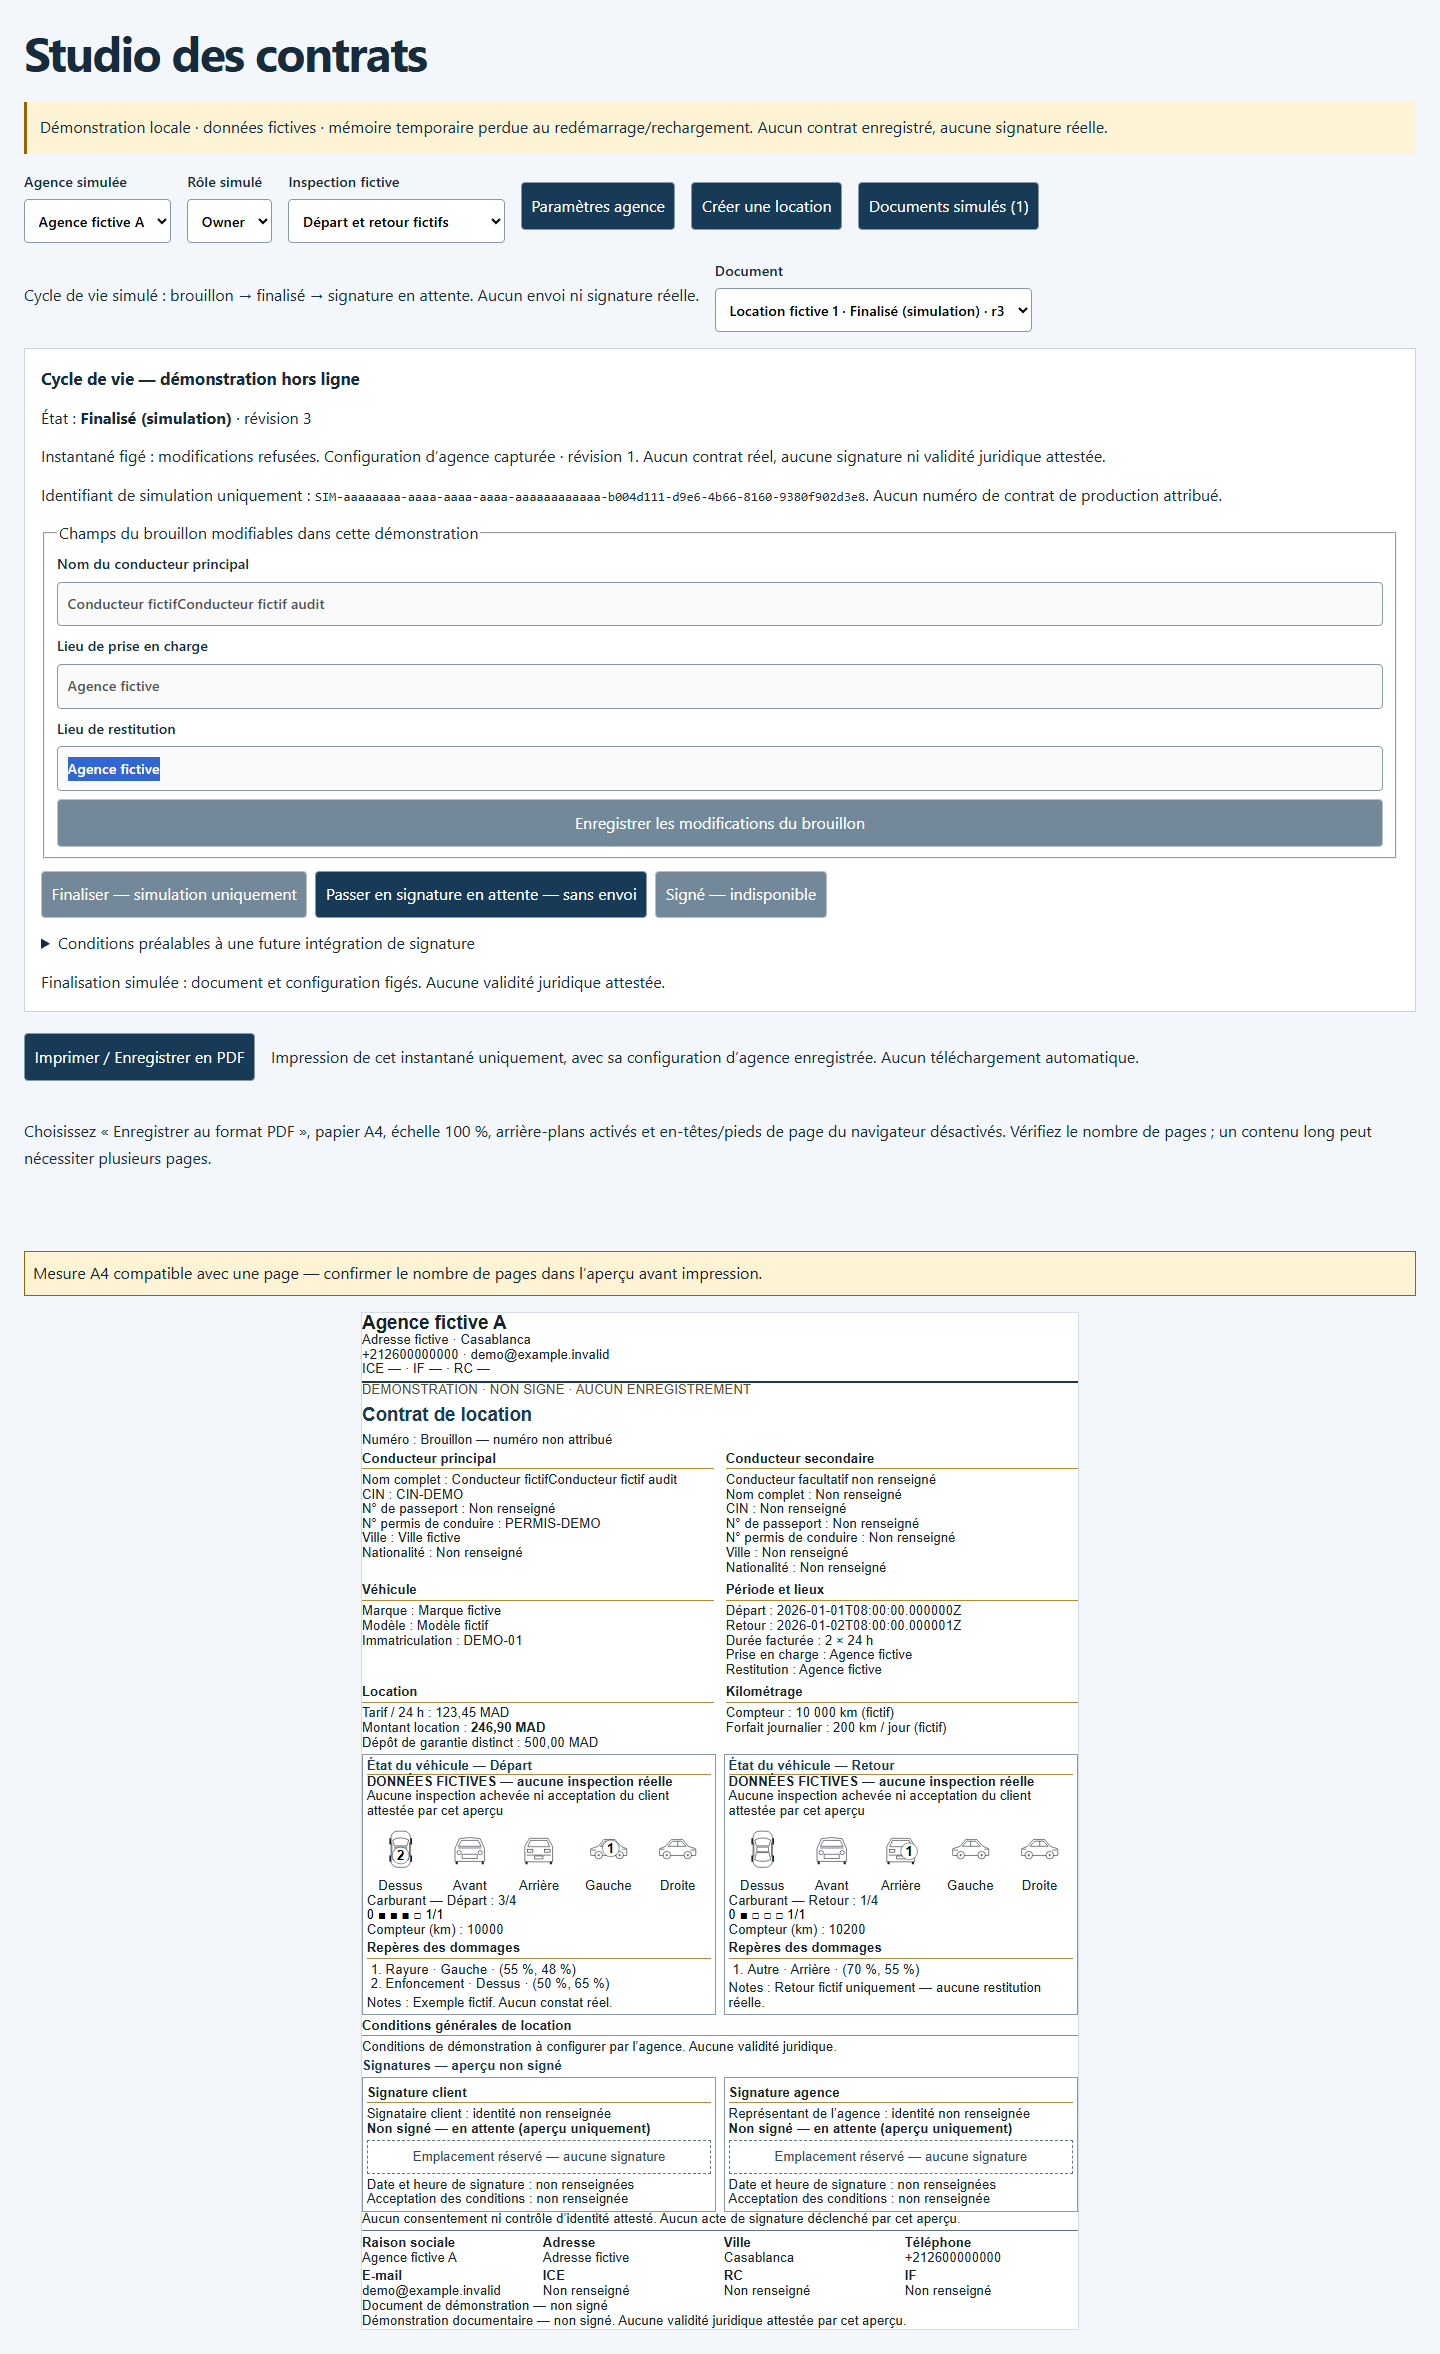 Studio des contrats
Démonstration locale · données fictives · mémoire temporaire perdue au redémarrage/rechargement. Aucun contrat enregistré, aucune signature réelle.
Agence simulée
Rôle simulé
Inspection fictive
Agence fictive A
Owner
Départ et retour fictifs
Paramètres agence
Créer une location
Documents simulés (1)
Cycle de vie simulé : brouillon → finalisé → signature en attente. Aucun envoi ni signature réelle.
Document
Location fictive 1 · Finalisé (simulation) · r3
Cycle de vie — démonstration hors ligne
État : Finalisé (simulation) · révision 3
Instantané figé : modifications refusées. Configuration d’agence capturée · révision 1. Aucun contrat réel, aucune signature ni validité juridique attestée.
Identifiant de simulation uniquement : SIM-aaaaaaaa-aaaa-aaaa-aaaa-aaaaaaaaaaaa-b004d111-d9e6-4b66-8160-9380f902d3e8. Aucun numéro de contrat de production attribué.
Champs du brouillon modifiables dans cette démonstration
Nom du conducteur principal
Conducteur fictifConducteur fictif audit
Lieu de prise en charge
Agence fictive
Lieu de restitution
Agence fictive
Enregistrer les modifications du brouillon
Finaliser — simulation uniquement
Passer en signature en attente — sans envoi
Signé — indisponible
Conditions préalables à une future intégration de signature
Finalisation simulée : document et configuration figés. Aucune validité juridique attestée.
Imprimer / Enregistrer en PDF
Impression de cet instantané uniquement, avec sa configuration d’agence enregistrée. Aucun téléchargement automatique.
Choisissez « Enregistrer au format PDF », papier A4, échelle 100 %, arrière-plans activés et en-têtes/pieds de page du navigateur désactivés. Vérifiez le nombre de pages ; un contenu long peut
nécessiter plusieurs pages.
Mesure A4 compatible avec une page — confirmer le nombre de pages dans l’aperçu avant impression.
Agence fictive A
Adresse fictive · Casablanca
+212600000000 · demo@example.invalid
ICE — · IF — · RC —
DÉMONSTRATION · NON SIGNÉ · AUCUN ENREGISTREMENT
Contrat de location
Numéro : Brouillon — numéro non attribué
Conducteur principal
Nom complet : Conducteur fictifConducteur fictif audit
CIN : CIN-DEMO
N° de passeport : Non renseigné
N° permis de conduire : PERMIS-DEMO
Ville : Ville fictive
Nationalité : Non renseigné
Conducteur secondaire
Conducteur facultatif non renseigné
Nom complet : Non renseigné
CIN : Non renseigné
N° de passeport : Non renseigné
N° permis de conduire : Non renseigné
Ville : Non renseigné
Nationalité : Non renseigné
Véhicule
Marque : Marque fictive
Modèle : Modèle fictif
Immatriculation : DEMO-01
Période et lieux
Départ : 2026-01-01T08:00:00.000000Z
Retour : 2026-01-02T08:00:00.000001Z
Durée facturée : 2 × 24 h
Prise en charge : Agence fictive
Restitution : Agence fictive
Location
Tarif / 24 h : 123,45 MAD
Montant location : 246,90 MAD
Dépôt de garantie distinct : 500,00 MAD
Kilométrage
Compteur : 10 000 km (fictif)
Forfait journalier : 200 km / jour (fictif)
État du véhicule — Départ
DONNÉES FICTIVES — aucune inspection réelle
Aucune inspection achevée ni acceptation du client
attestée par cet aperçu
2
1
Dessus
Avant
Arrière
Gauche
Droite
Carburant — Départ : 3/4
0 ■ ■ ■ □ 1/1
Compteur (km) : 10000
Repères des dommages
1. Rayure · Gauche · (55 %, 48 %)
2. Enfoncement · Dessus · (50 %, 65 %)
Notes : Exemple fictif. Aucun constat réel.
État du véhicule — Retour
DONNÉES FICTIVES — aucune inspection réelle
Aucune inspection achevée ni acceptation du client
attestée par cet aperçu
1
Dessus
Avant
Arrière
Gauche
Droite
Carburant — Retour : 1/4
0 ■ □ □ □ 1/1
Compteur (km) : 10200
Repères des dommages
1. Autre · Arrière · (70 %, 55 %)
Notes : Retour fictif uniquement — aucune restitution
réelle.
Conditions générales de location
Conditions de démonstration à configurer par l’agence. Aucune validité juridique.
Signatures — aperçu non signé
Signature client
Signataire client : identité non renseignée
Non signé — en attente (aperçu uniquement)
Emplacement réservé — aucune signature
Date et heure de signature : non renseignées
Acceptation des conditions : non renseignée
Signature agence
Représentant de l’agence : identité non renseignée
Non signé — en attente (aperçu uniquement)
Emplacement réservé — aucune signature
Date et heure de signature : non renseignées
Acceptation des conditions : non renseignée
Aucun consentement ni contrôle d’identité attesté. Aucun acte de signature déclenché par cet aperçu.
Raison sociale
Agence fictive A
Adresse
Adresse fictive
Ville
Casablanca
Téléphone
+212600000000
E-mail
demo@example.invalid
ICE
Non renseigné
RC
Non renseigné
IF
Non renseigné
Document de démonstration — non signé
Démonstration documentaire — non signé. Aucune validité juridique attestée par cet aperçu.